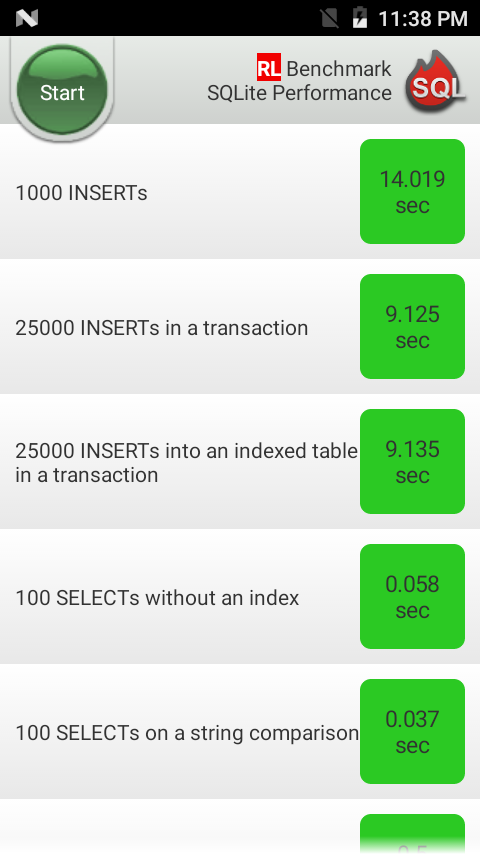 11:38 PM
Start
RL Benchmark
SQLite Performance
SQL
1000 INSERTs
14.019
sec
25000 INSERTs in a transaction
9.125
sec
25000 INSERTs into an indexed table
in a transaction
9.135
sec
100 SELECTs without an index
0.058
sec
100 SELECTs on a string comparison
0.037
sec